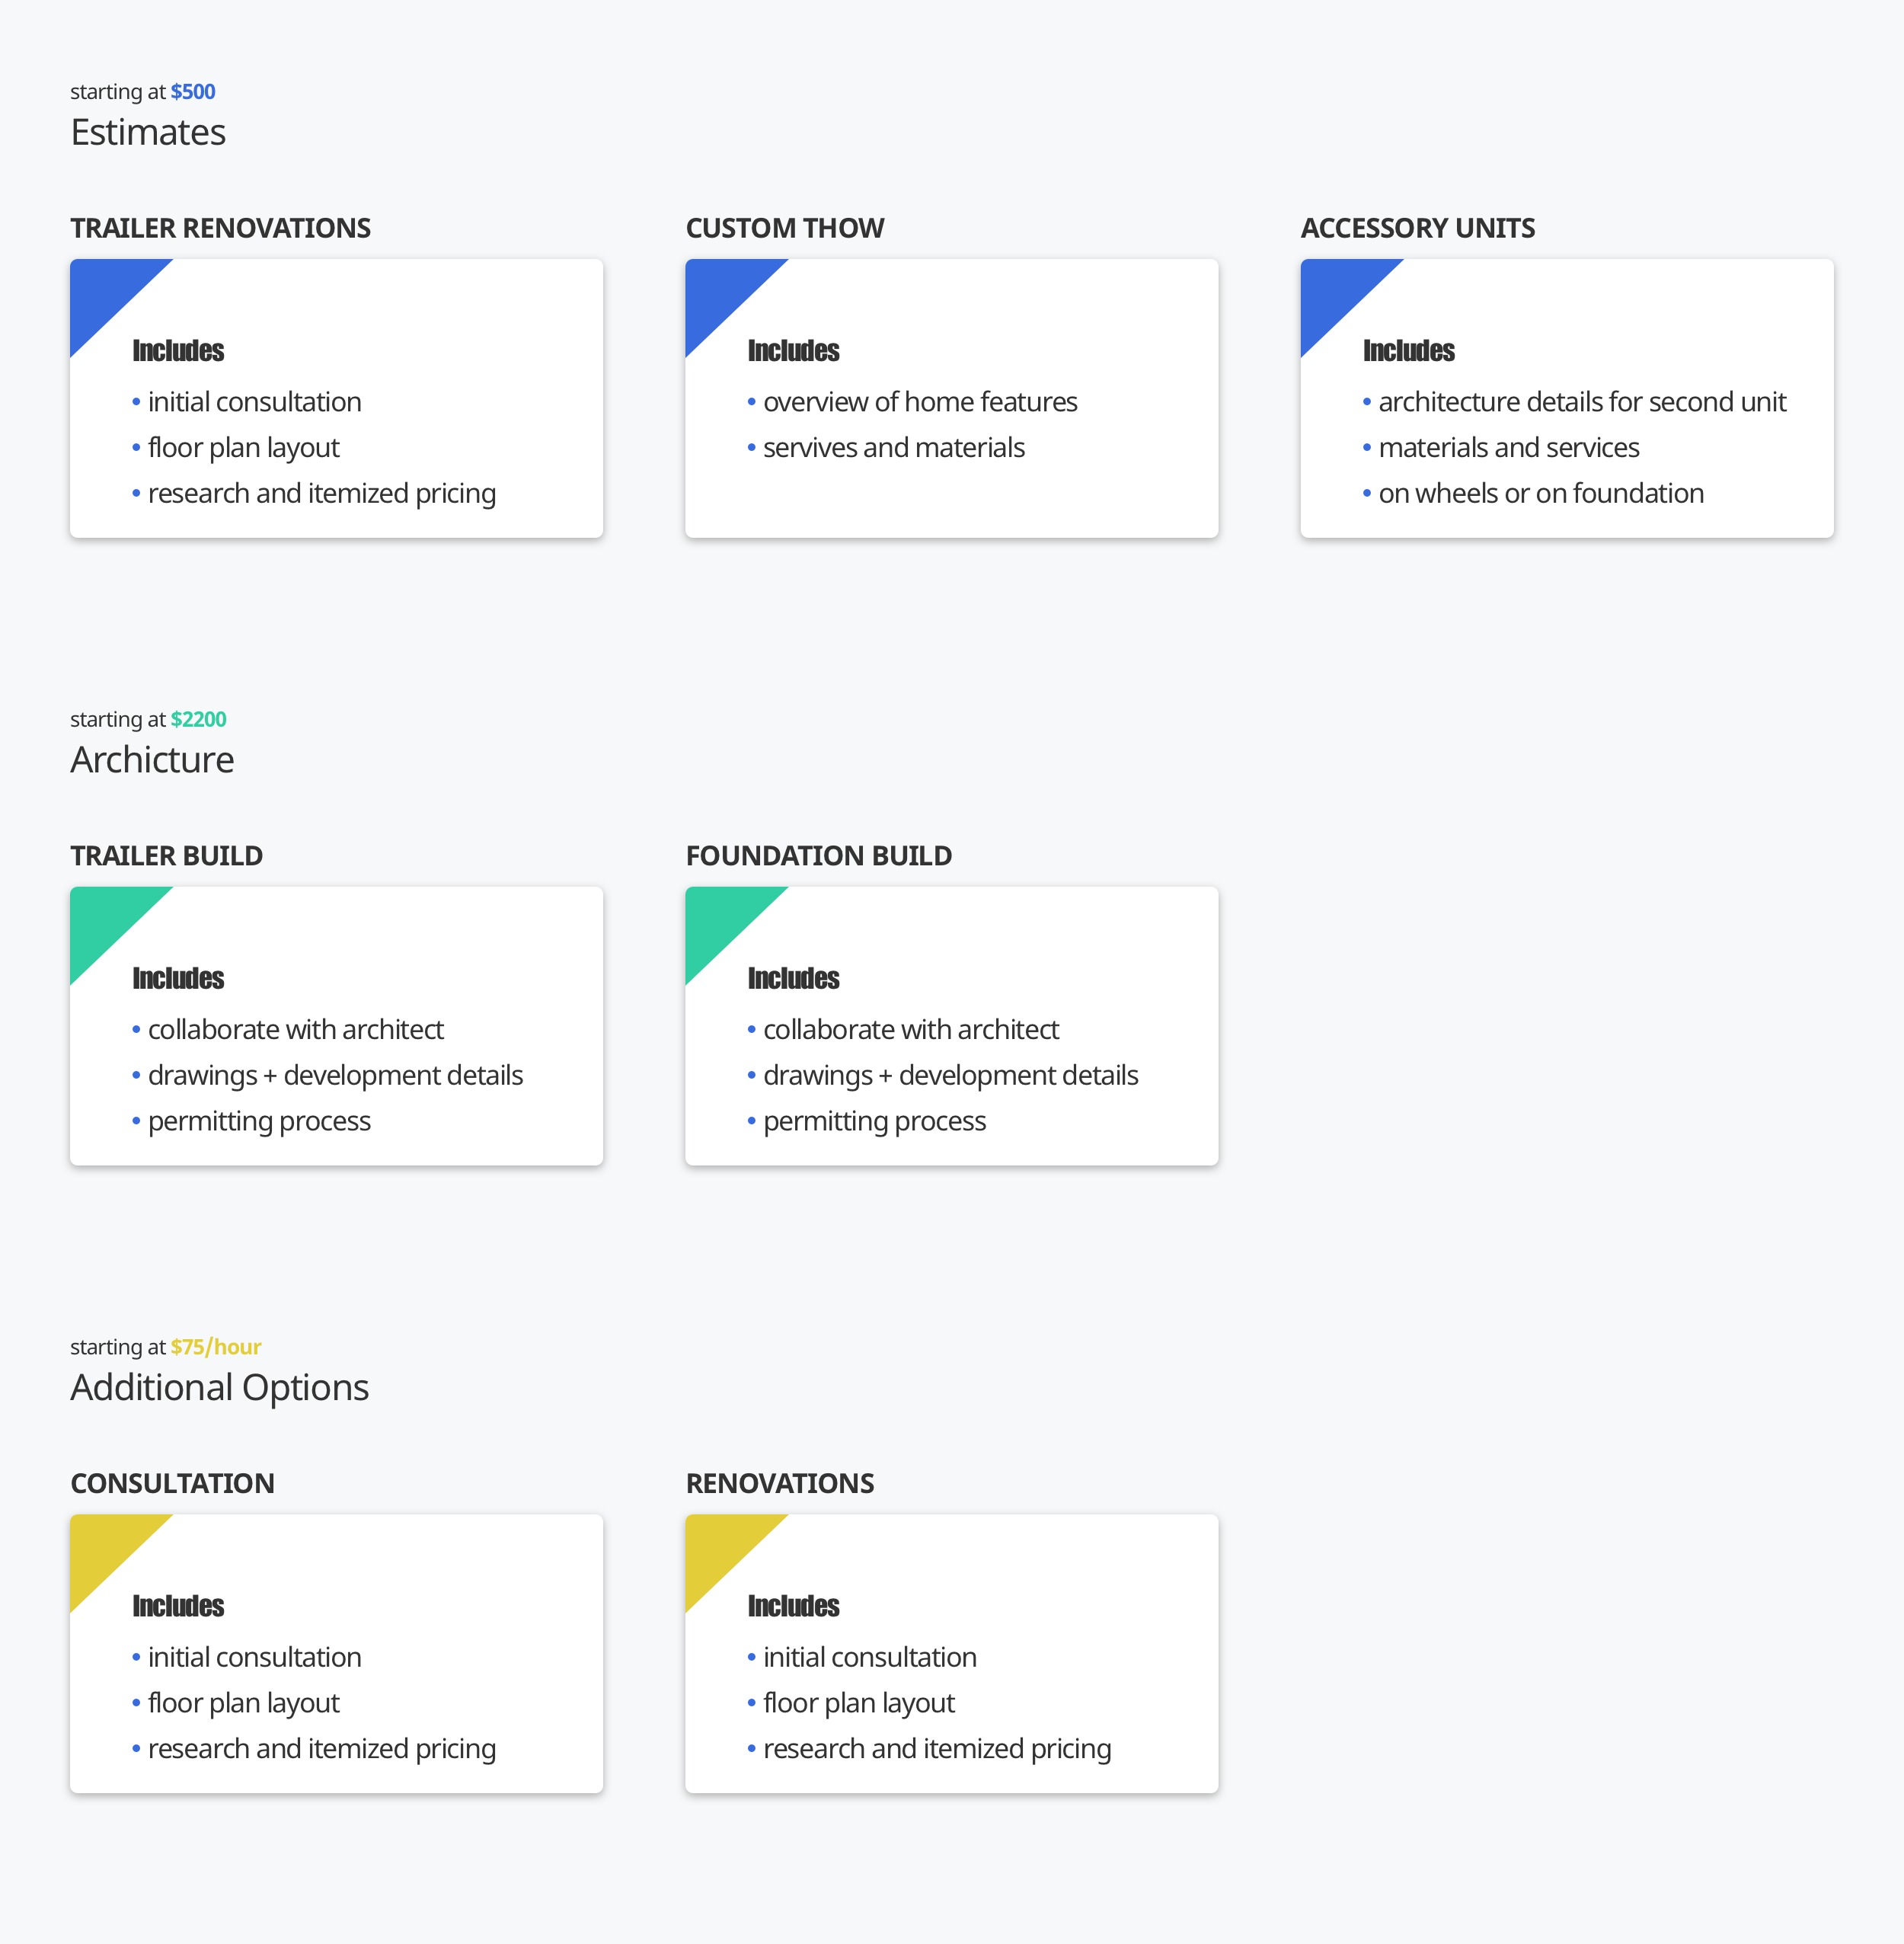 starting at $500
Estimates
TRAILER RENOVATIONS
Includes
• initial consultation
• floor plan layout
• research and itemized pricing
CUSTOM THOW
Includes
• overview of home features
• servives and materials
ACCESSORY UNITS
Includes
• architecture details for second unit
• materials and services
• on wheels or on foundation
starting at $2200
Archicture
TRAILER BUILD
Includes
• collaborate with architect
• drawings + development details
• permitting process
FOUNDATION BUILD
Includes
• collaborate with architect
• drawings + development details
• permitting process
starting at $75/hour
Additional Options
CONSULTATION
Includes
• initial consultation
• floor plan layout
• research and itemized pricing
RENOVATIONS
Includes
• initial consultation
• floor plan layout
• research and itemized pricing